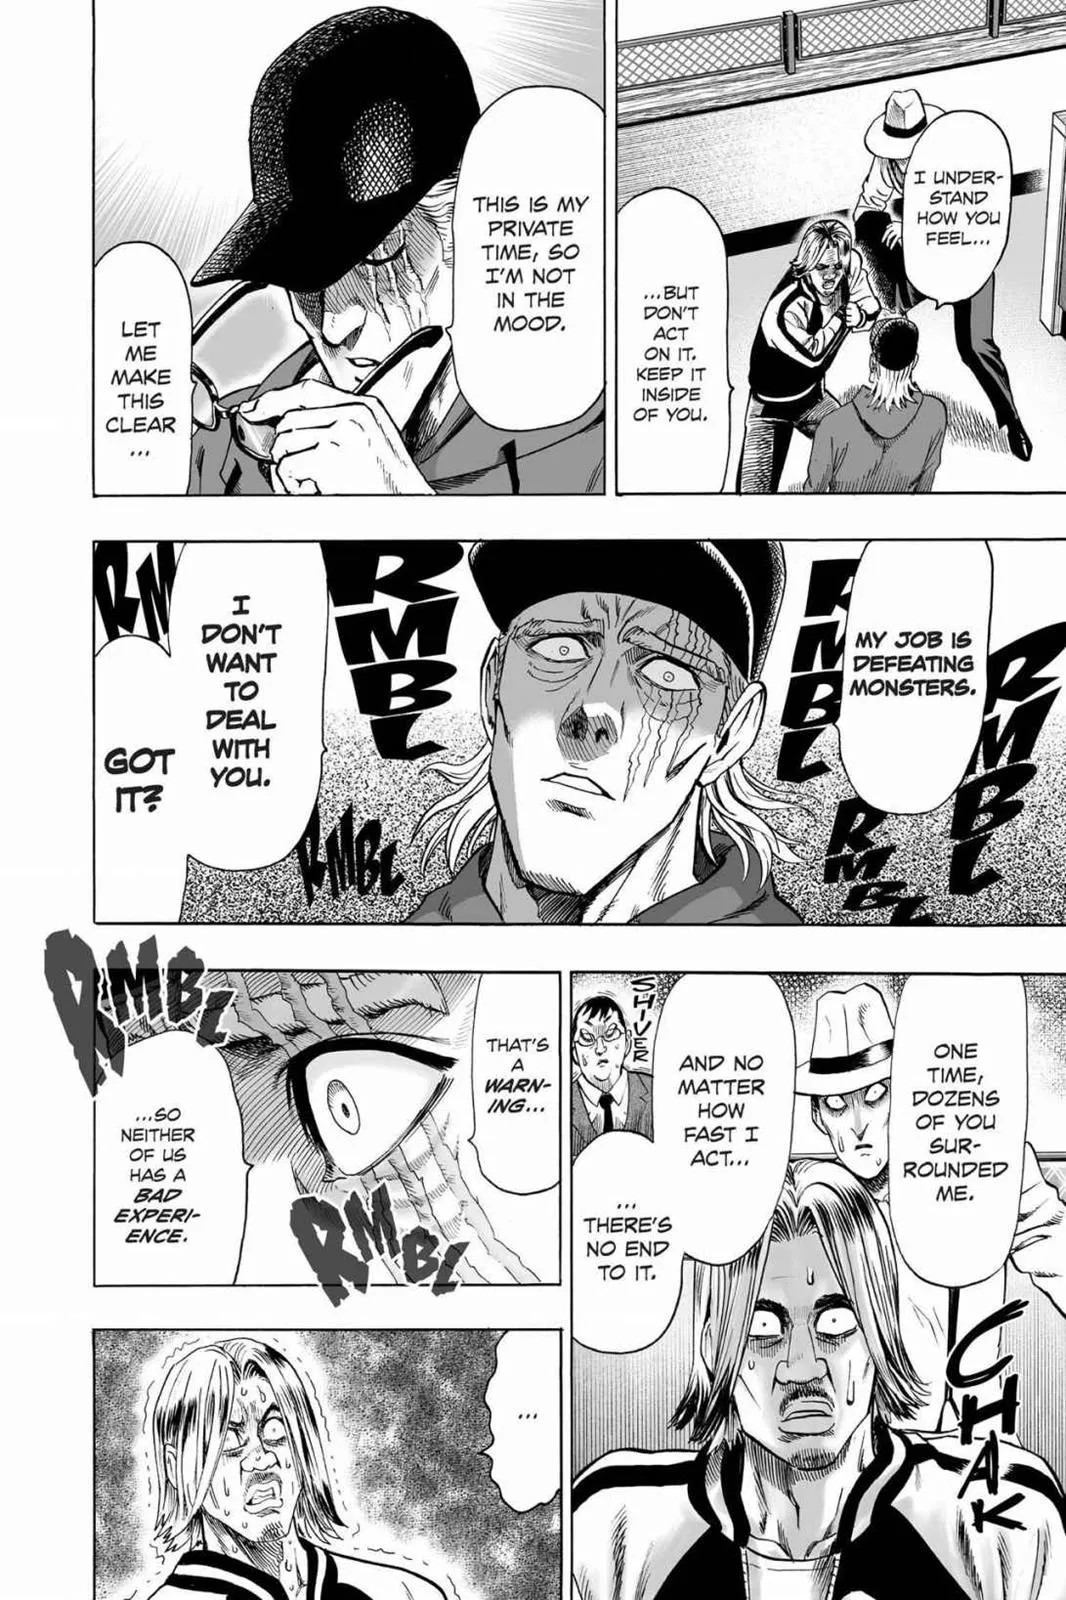 I UNDER-
STAND
HOW YOU
FEEL...
...BUT
DON'T
ACT
ON IT.
KEEP IT
INSIDE
OF YOU.
THIS IS MY
PRIVATE
TIME, SO
I'M NOT
IN THE
MOOD.
LET
ME
MAKE
THIS
CLEAR
...
MY JOB IS
DEFEATING
MONSTERS.
RMBL
RMBL
RMBL
RMBL
RMBL
RM
I
DON'T
WANT
TO
DEAL
WITH
YOU.
GOT
IT?
ONE
TIME,
DOZENS
OF YOU
SUR-
ROUNDED
ME.
AND NO
MATTER
HOW
FAST I
ACT...
...
THERE'S
NO END
TO IT.
SHIVER
CHAK
THAT'S
A
WARN-
ING...
...SO
NEITHER
OF US
HAS A
BAD
EXPERI-
ENCE.
RMBL
RMBL
...